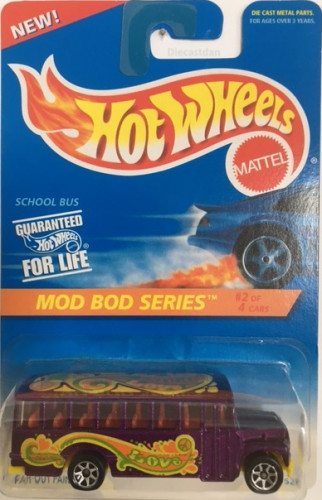 NEW!
DIE CAST METAL PARTS
FOR AGES OVER 3 YEARS.
Diecastdan
HOT WHEELS
MATTEL
SCHOOL BUS
GUARANTEED
HOT WHEELS
FOR LIFE
MOD BOD SERIES™
#2 OF
4 CARS
LOVE